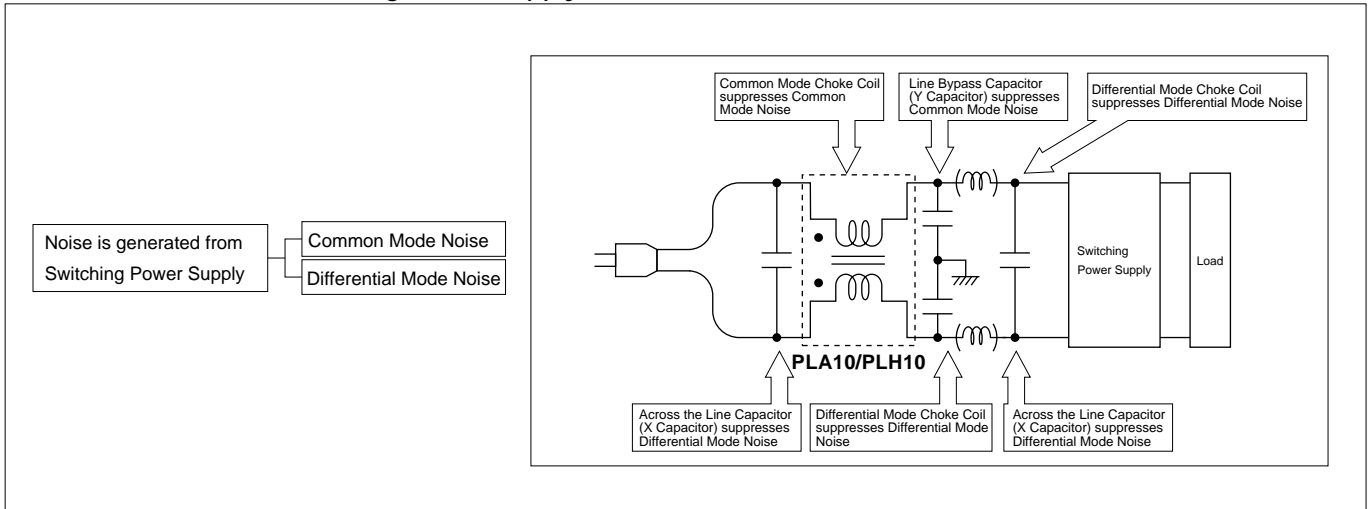 Noise is generated from
Switching Power Supply
Common Mode Noise
Differential Mode Noise
Common Mode Choke Coil
suppresses Common
Mode Noise
Line Bypass Capacitor
(Y Capacitor) suppresses
Common Mode Noise
Differential Mode Choke Coil
suppresses Differential Mode Noise
Switching
Power Supply
Load
PLA10/PLH10
Across the Line Capacitor
(X Capacitor) suppresses
Differential Mode Noise
Differential Mode Choke Coil
suppresses Differential Mode
Noise
Across the Line Capacitor
(X Capacitor) suppresses
Differential Mode Noise